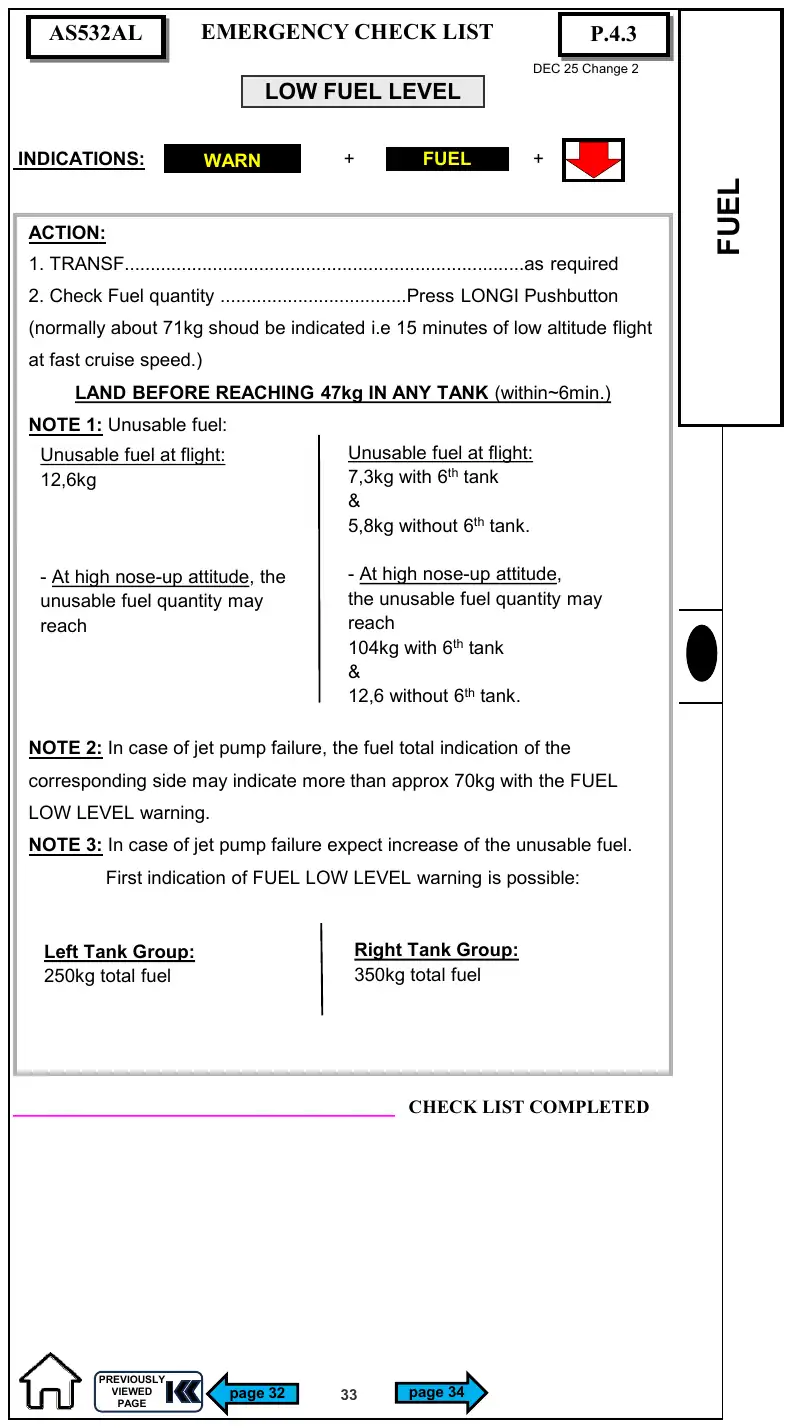 AS532AL
EMERGENCY CHECK LIST
P.4.3
DEC 25 Change 2
LOW FUEL LEVEL
INDICATIONS: WARN + FUEL +
FUEL
ACTION:
1. TRANSF.............................................................................as required
2. Check Fuel quantity ....................................Press LONGI Pushbutton
(normally about 71kg shoud be indicated i.e 15 minutes of low altitude flight
at fast cruise speed.)
LAND BEFORE REACHING 47kg IN ANY TANK (within~6min.)
NOTE 1: Unusable fuel:
Unusable fuel at flight:
12,6kg
- At high nose-up attitude, the
unusable fuel quantity may
reach
Unusable fuel at flight:
7,3kg with 6th tank
&
5,8kg without 6th tank.
- At high nose-up attitude,
the unusable fuel quantity may
reach
104kg with 6th tank
&
12,6 without 6th tank.
NOTE 2: In case of jet pump failure, the fuel total indication of the
corresponding side may indicate more than approx 70kg with the FUEL
LOW LEVEL warning.
NOTE 3: In case of jet pump failure expect increase of the unusable fuel.
First indication of FUEL LOW LEVEL warning is possible:
Left Tank Group:
250kg total fuel
Right Tank Group:
350kg total fuel
CHECK LIST COMPLETED
PREVIOUSLY
VIEWED
PAGE
page 32
33
page 34